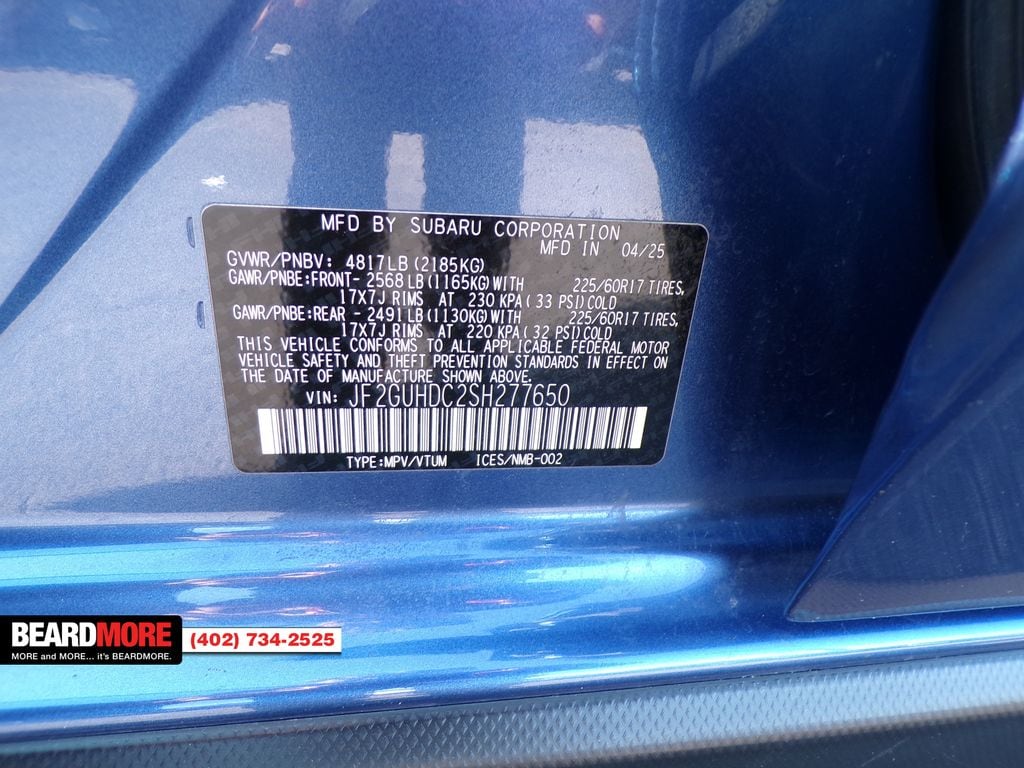 MFD BY SUBARU CORPORATION
MFD IN 04/25
GVWR/PNBV: 4817LB (2185KG)
GAWR/PNBE:FRONT- 2568 LB (1165KG) WITH 225/60R17 TIRES,
17X7J RIMS AT 230 KPA ( 33 PSI) COLD
GAWR/PNBE:REAR - 2491 LB (1130KG) WITH 225/60R17 TIRES,
17X7J RIMS AT 220 KPA ( 32 PSI) COLD
THIS VEHICLE CONFORMS TO ALL APPLICABLE FEDERAL MOTOR
VEHICLE SAFETY AND THEFT PREVENTION STANDARDS IN EFFECT ON
THE DATE OF MANUFACTURE SHOWN ABOVE.
VIN: JF2GUHDC2SH277650
TYPE:MPV/VTUM ICES/NMB-002
BEARDMORE
MORE and MORE... it's BEARDMORE.
(402) 734-2525